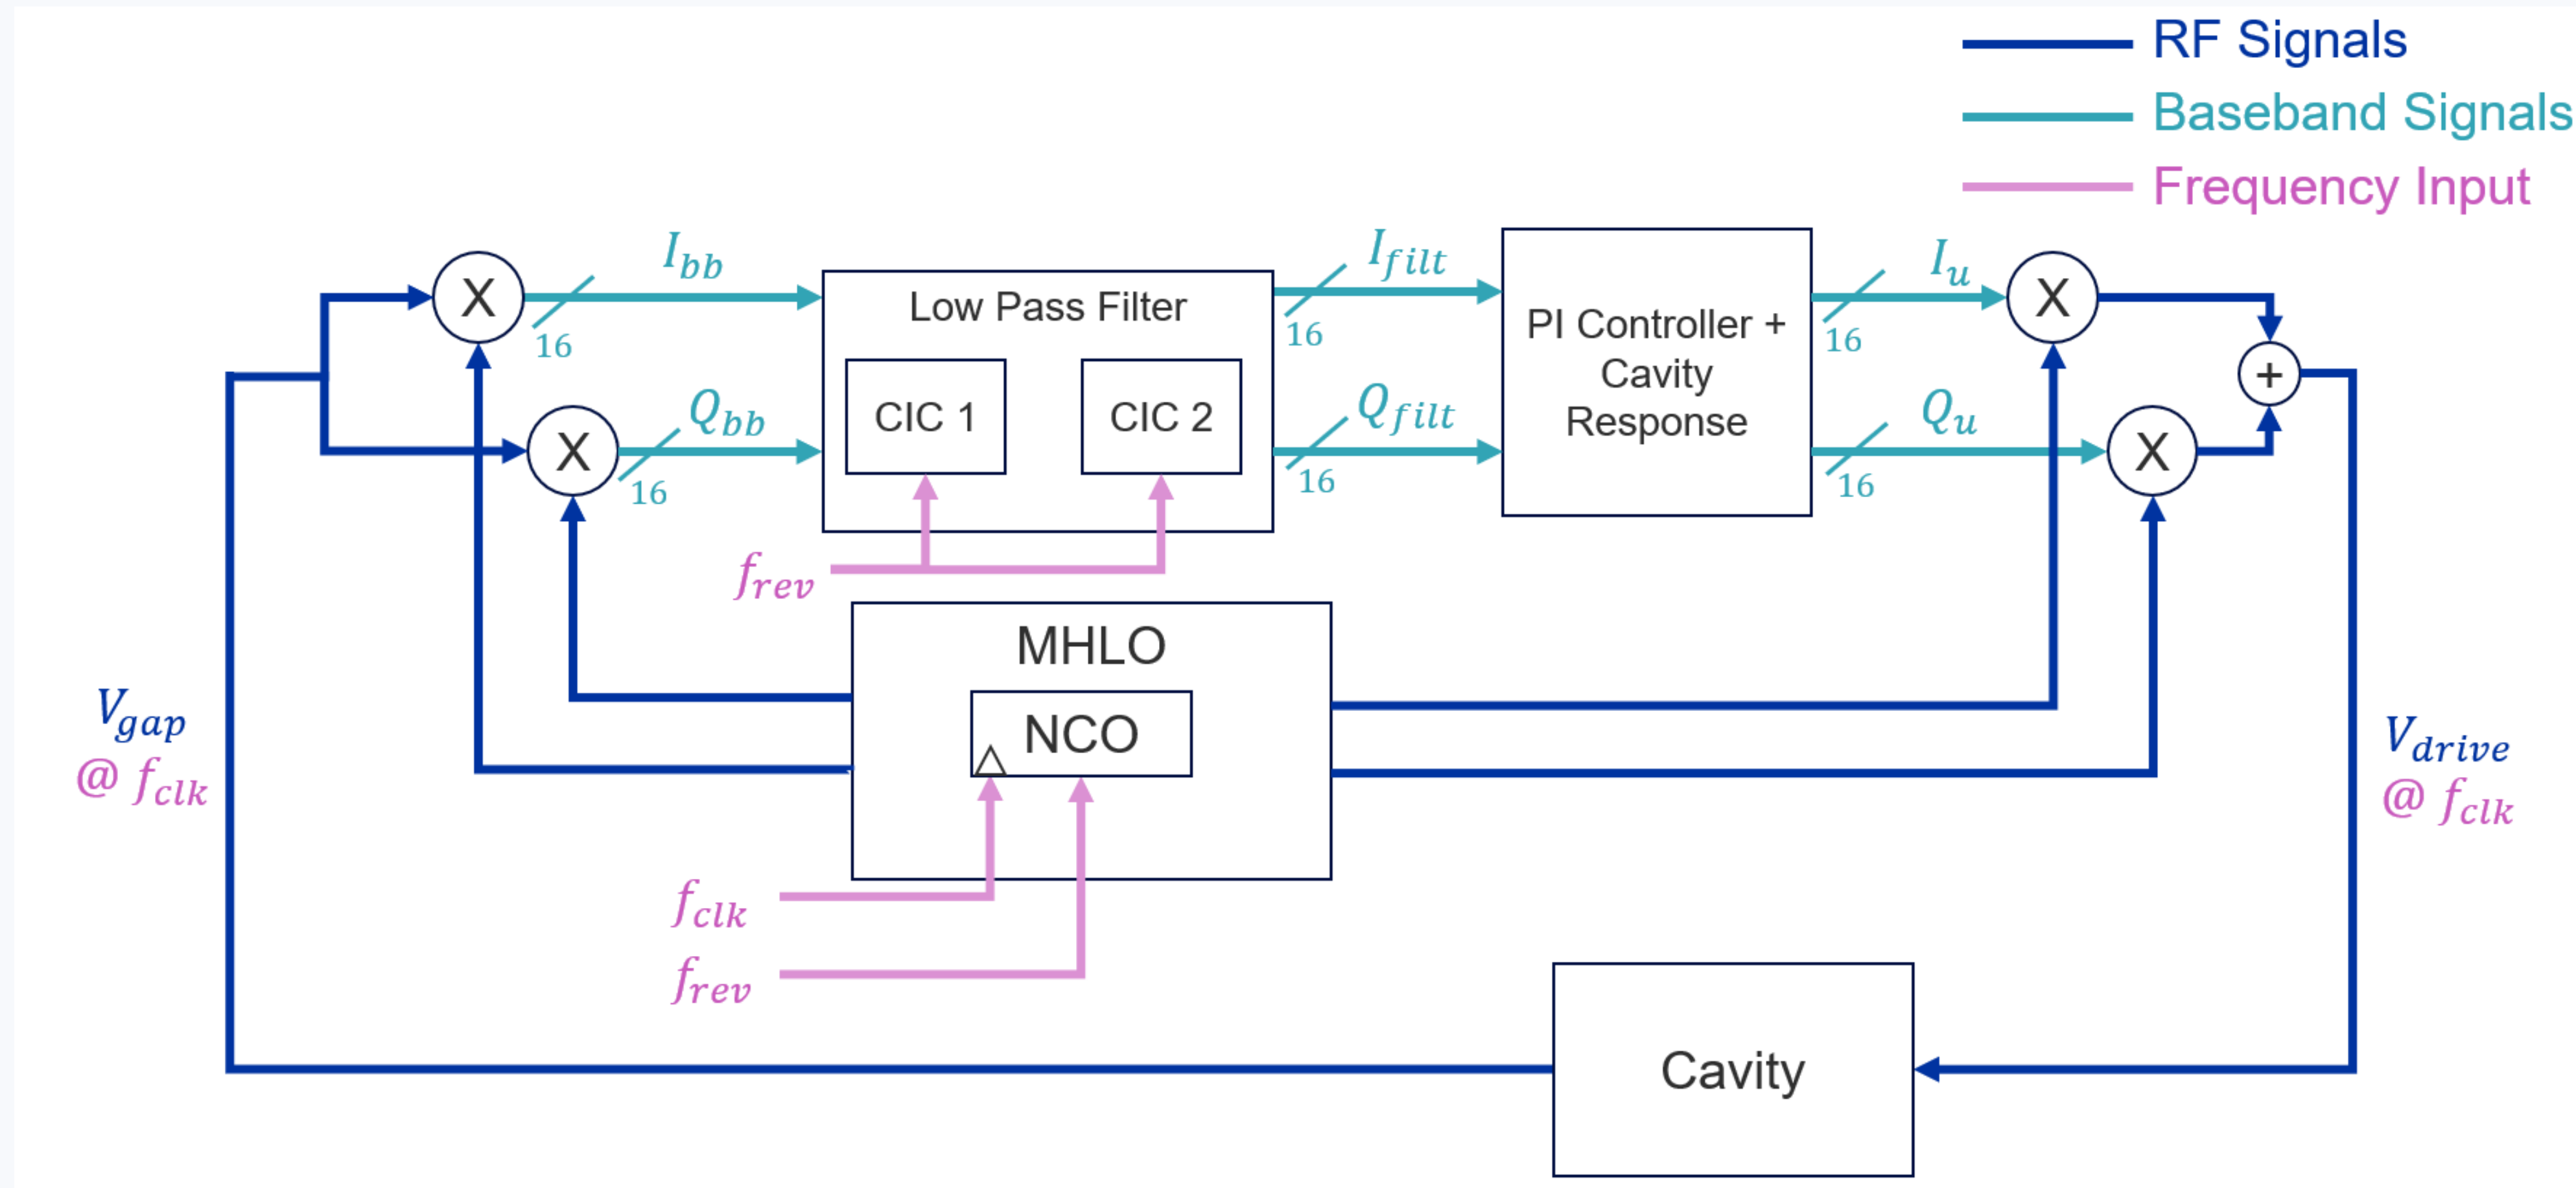 RF Signals
Baseband Signals
Frequency Input
X
I_bb
16
Low Pass Filter
CIC 1
CIC 2
I_filt
16
PI Controller +
Cavity
Response
I_u
16
X
+
X
Q_bb
16
Q_filt
16
Q_u
16
X
f_rev
MHLO
NCO
V_gap
@ f_clk
V_drive
@ f_clk
f_clk
f_rev
Cavity